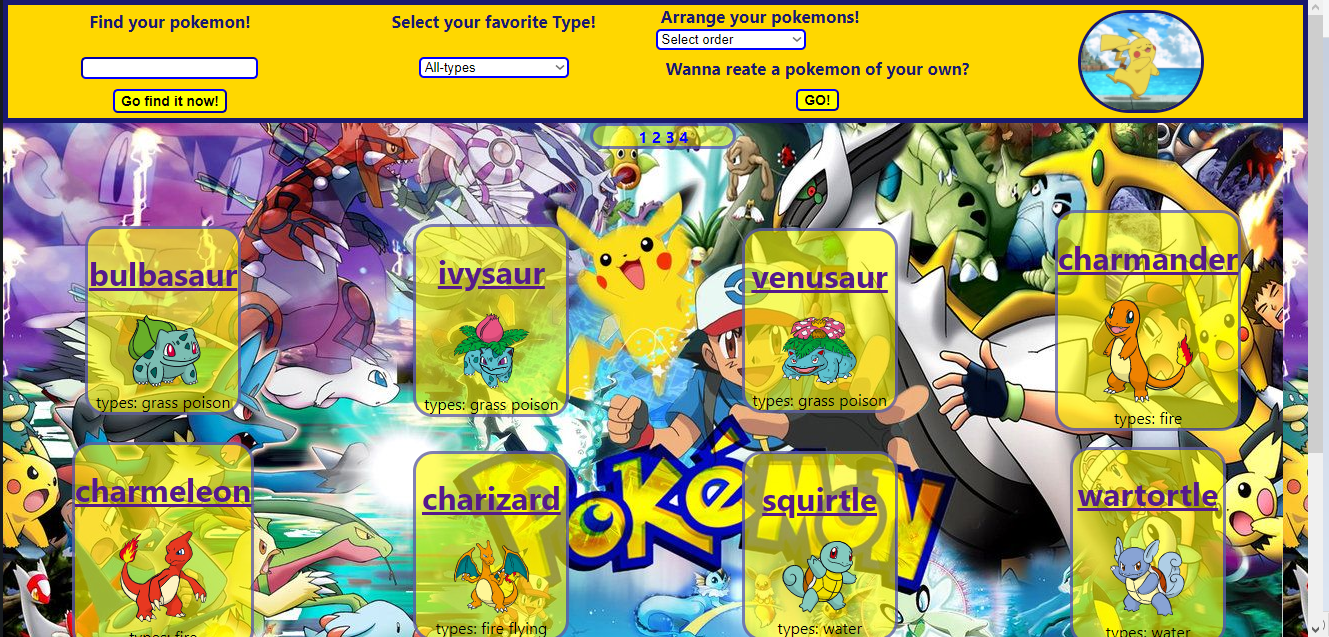 Find your pokemon!
Select your favorite Type!
Arrange your pokemons!
Select order
All-types
Wanna reate a pokemon of your own?
Go find it now!
GO!
1 2 3 4
bulbasaur
types: grass poison
ivysaur
types: grass poison
venusaur
types: grass poison
charmander
types: fire
charmeleon
types: fire
charizard
types: fire flying
squirtle
types: water
wartortle
types: water
POKéMON